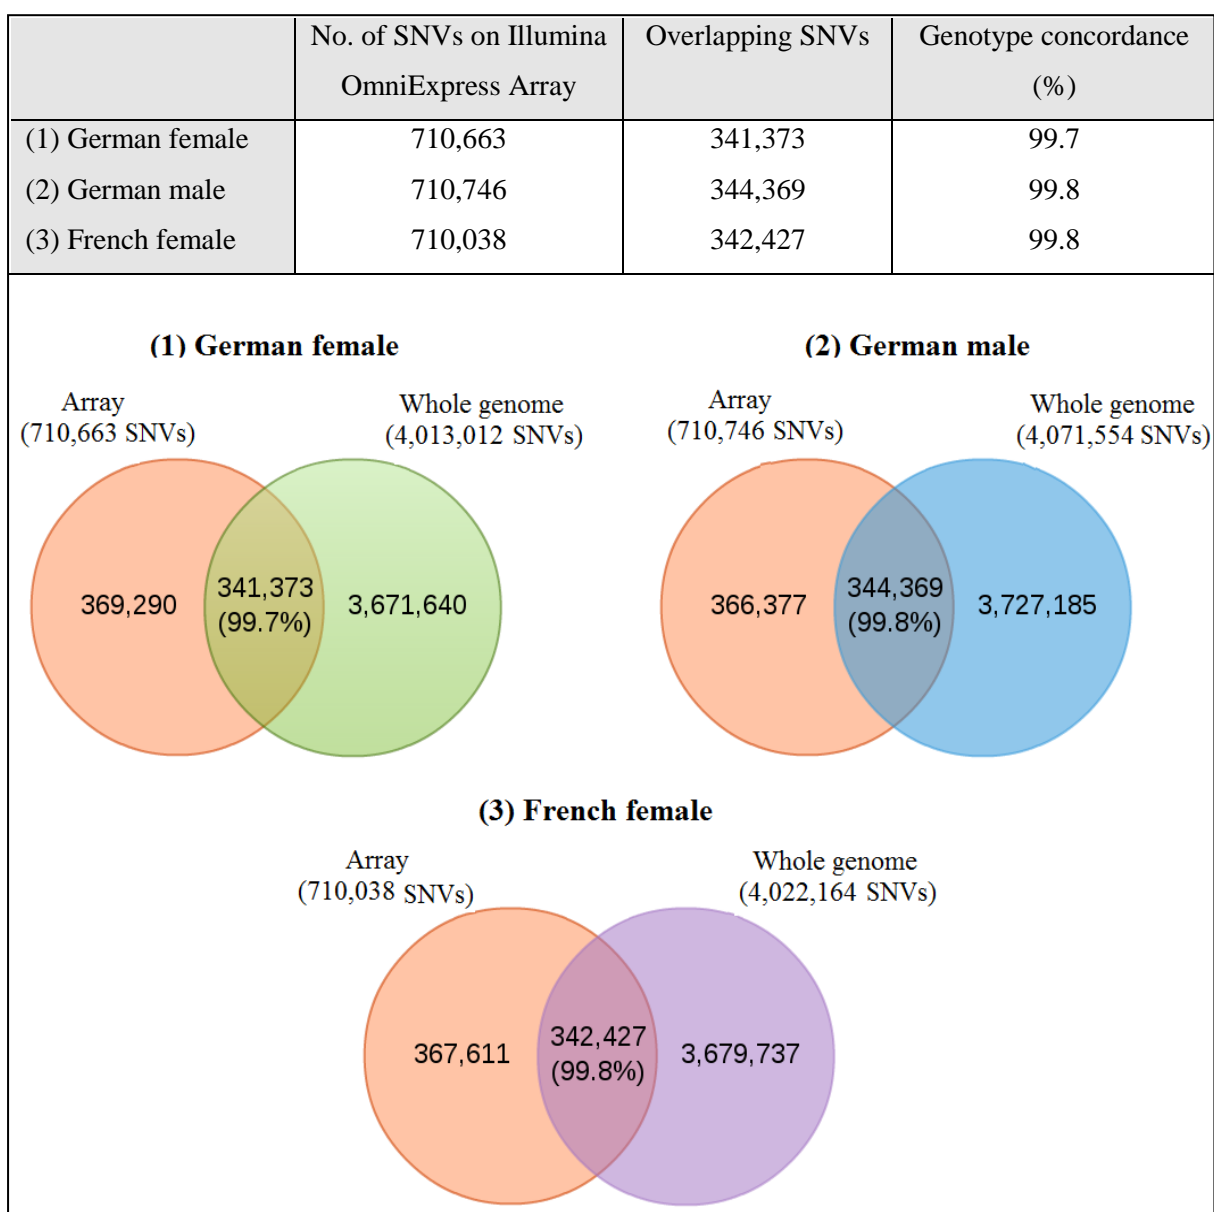 No. of SNVs on Illumina OmniExpress Array Overlapping SNVs Genotype concordance (%)
(1) German female 710,663 341,373 99.7
(2) German male 710,746 344,369 99.8
(3) French female 710,038 342,427 99.8
(1) German female
Array
(710,663 SNVs)
Whole genome
(4,013,012 SNVs)
369,290
341,373
(99.7%)
3,671,640
(2) German male
Array
(710,746 SNVs)
Whole genome
(4,071,554 SNVs)
366,377
344,369
(99.8%)
3,727,185
(3) French female
Array
(710,038 SNVs)
Whole genome
(4,022,164 SNVs)
367,611
342,427
(99.8%)
3,679,737